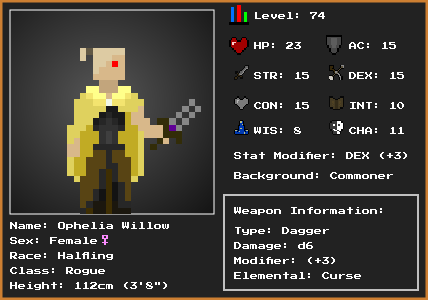 Level: 74
HP: 23 AC: 15
STR: 15 DEX: 15
CON: 15 INT: 10
WIS: 8 CHA: 11
Stat Modifier: DEX (+3)
Background: Commoner
Name: Ophelia Willow
Sex: Female♀
Race: Halfling
Class: Rogue
Height: 112cm (3'8")
Weapon Information:
Type: Dagger
Damage: d6
Modifier: (+3)
Elemental: Curse